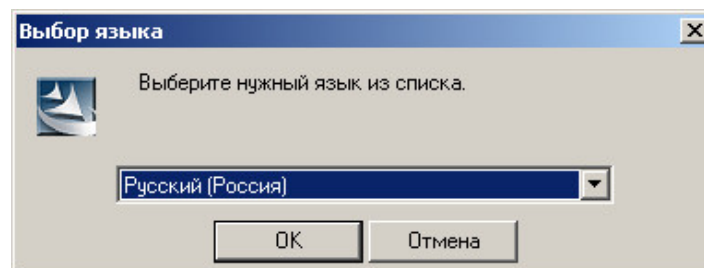 Выбор языка
Выберите нужный язык из списка.
Русский (Россия)
OK Отмена